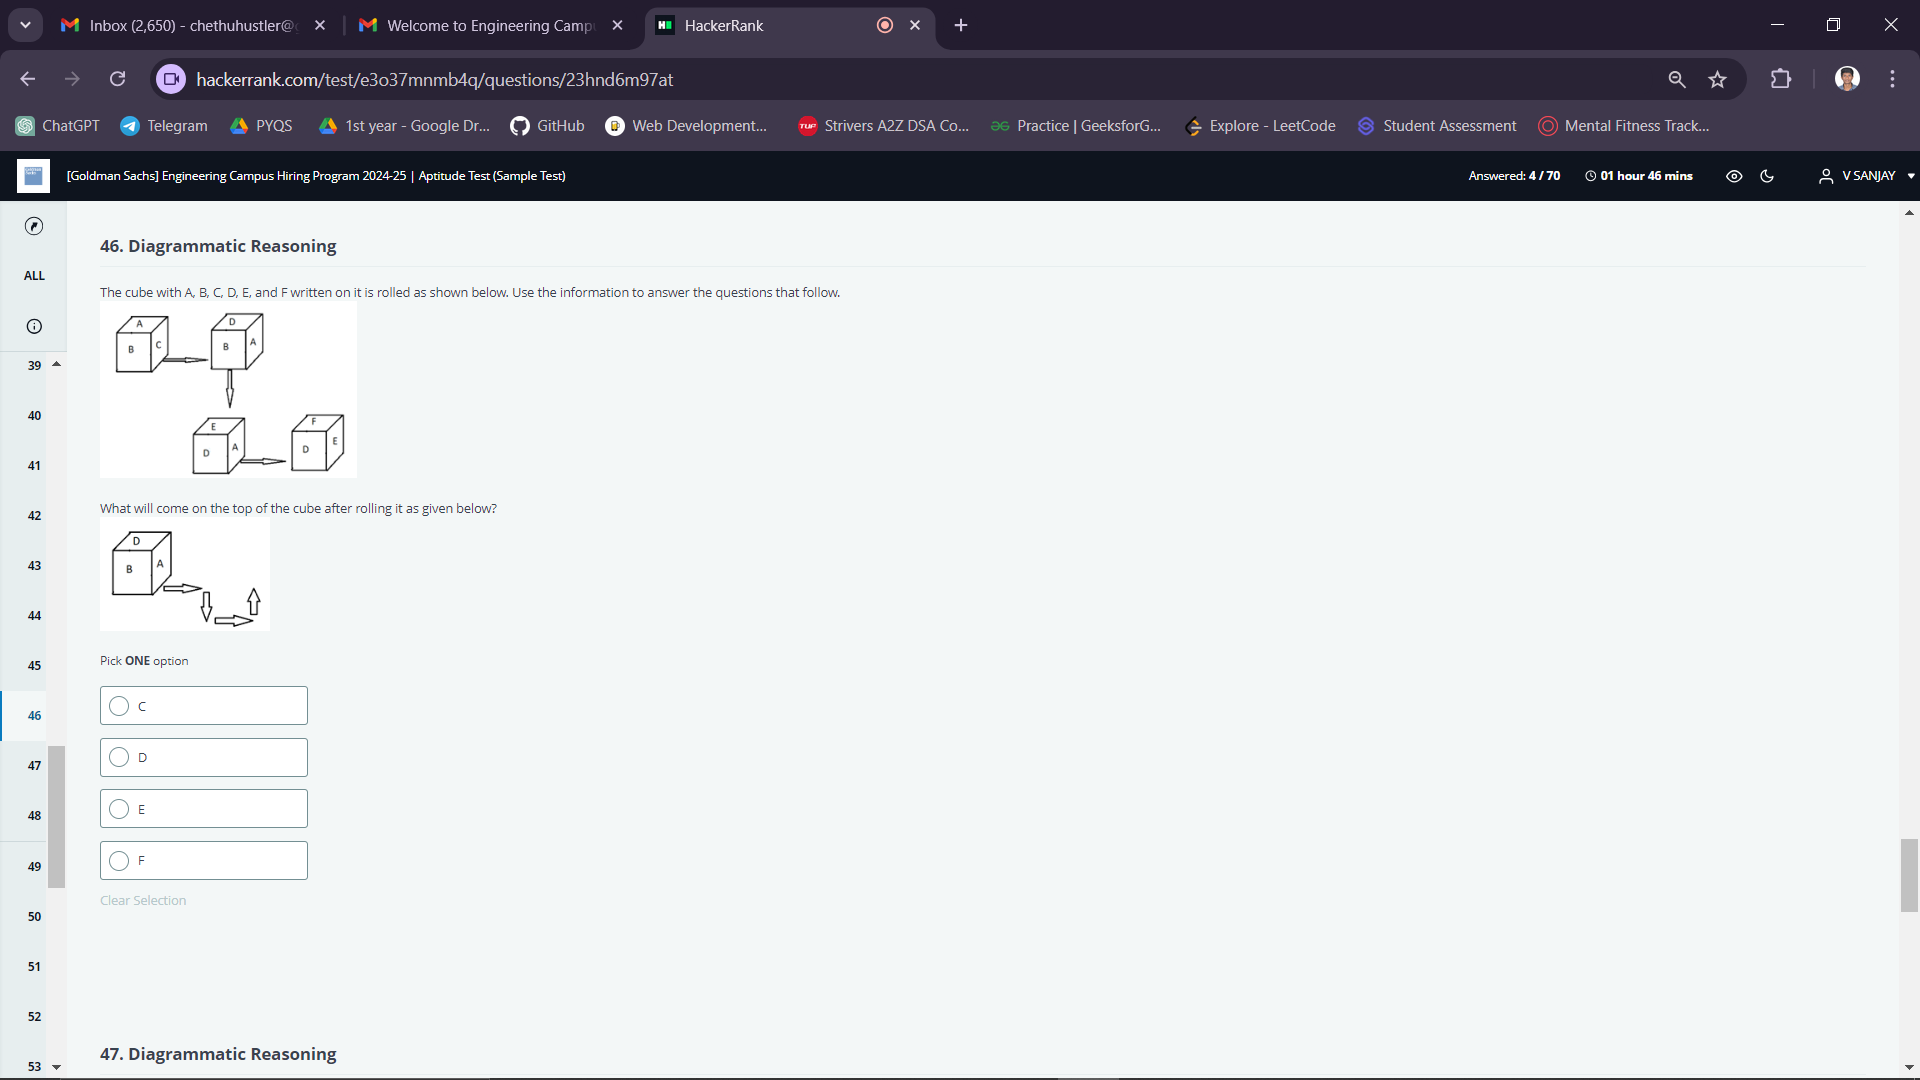 Inbox (2,650) - chethuhustler@g
Welcome to Engineering Camp
HackerRank
hackerrank.com/test/e3o37mnmb4q/questions/23hnd6m97at
ChatGPT
Telegram
PYQS
1st year - Google Dr...
GitHub
Web Development...
TUF
Strivers A2Z DSA Co...
Practice | GeeksforG...
Explore - LeetCode
Student Assessment
Mental Fitness Track...
[Goldman Sachs] Engineering Campus Hiring Program 2024-25 | Aptitude Test (Sample Test)
Answered: 4 / 70
01 hour 46 mins
V SANJAY
ALL
39
40
41
42
43
44
45
46
47
48
49
50
51
52
53
46. Diagrammatic Reasoning
The cube with A, B, C, D, E, and F written on it is rolled as shown below. Use the information to answer the questions that follow.
A
B
C
D
B
A
E
D
A
F
D
E
What will come on the top of the cube after rolling it as given below?
D
B
A
Pick ONE option
C
D
E
F
Clear Selection
47. Diagrammatic Reasoning